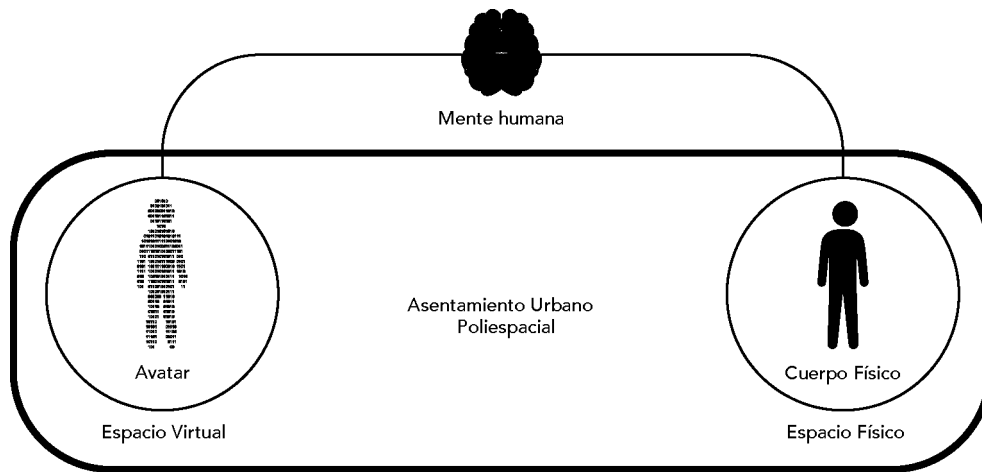 Mente humana
Asentamiento Urbano
Poliespacial
Avatar
Cuerpo Físico
Espacio Virtual
Espacio Físico